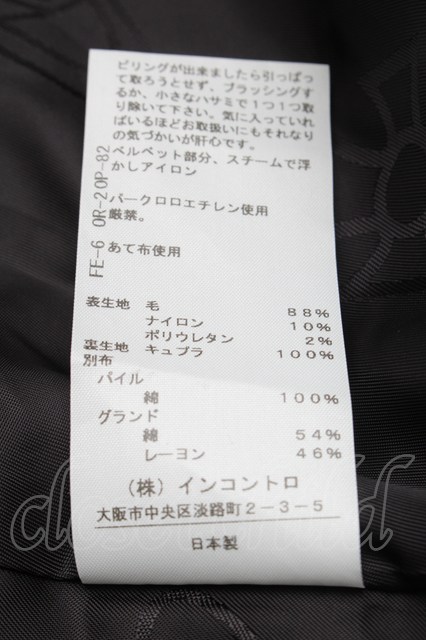 ピリングが出来ましたら引っぱっ
て取ろうとせず、ブラッシングす
るか、小さなハサミで1つ1つ取
り除いて下さい。気に入っていれ
ばいるほどお取扱いにもそれなり
の気づかいが肝心です。
ベルベット部分、スチームで浮
かしアイロン
パークロロエチレン使用
厳禁。
あて布使用
FE-6 OR-2 OP-82
表生地 毛 88%
ナイロン 10%
ポリウレタン 2%
裏生地 キュプラ 100%
別布
パイル
綿 100%
グランド
綿 54%
レーヨン 46%
(株) インコントロ
大阪市中央区淡路町2-3-5
日本製
closet child